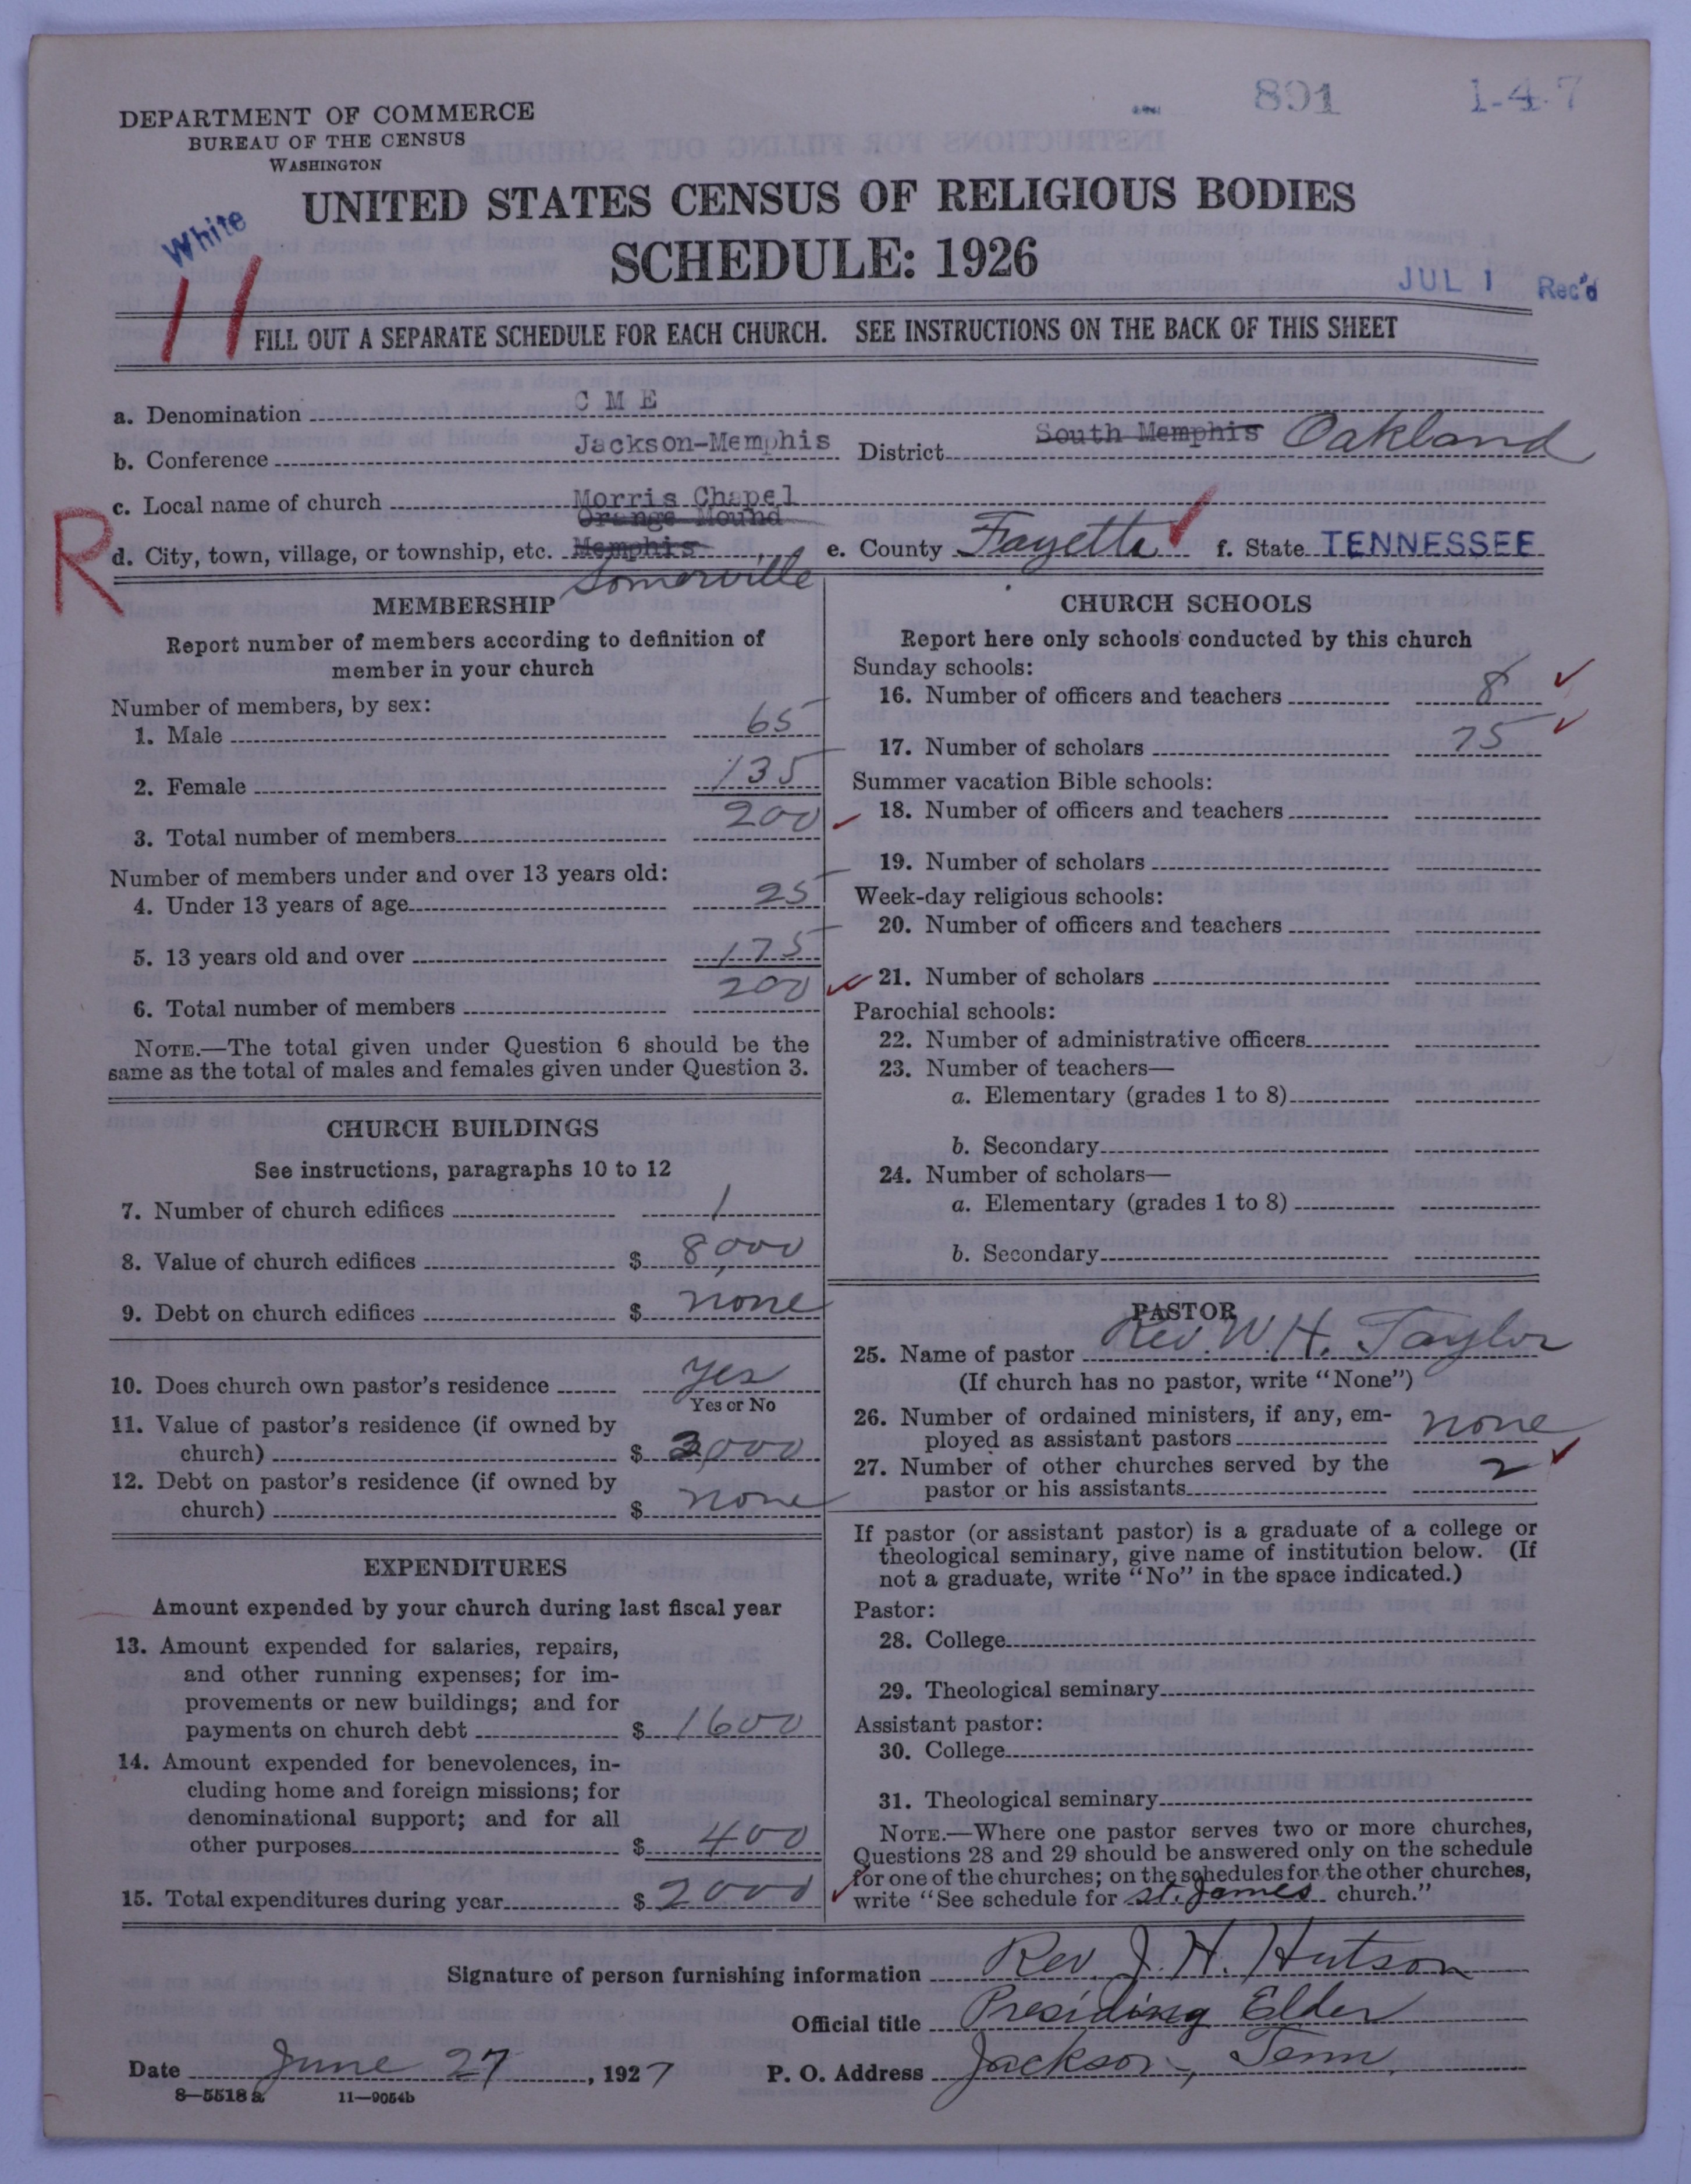 891 1-4-7
DEPARTMENT OF COMMERCE
BUREAU OF THE CENSUS
WASHINGTON
UNITED STATES CENSUS OF RELIGIOUS BODIES
White
SCHEDULE: 1926
JUL 1 Rec'd
11
FILL OUT A SEPARATE SCHEDULE FOR EACH CHURCH. SEE INSTRUCTIONS ON THE BACK OF THIS SHEET
a. Denomination C M E
b. Conference Jackson-Memphis District South Memphis Oakland
c. Local name of church Morris Chapel
Orange Mound
R
d. City, town, village, or township, etc. Memphis e. County Fayette f. State TENNESSEE
Somerville
MEMBERSHIP
Report number of members according to definition of
member in your church
Number of members, by sex:
1. Male 65
2. Female 135
3. Total number of members 200
Number of members under and over 13 years old:
4. Under 13 years of age 25
5. 13 years old and over 175
6. Total number of members 200
NOTE.—The total given under Question 6 should be the
same as the total of males and females given under Question 3.
CHURCH BUILDINGS
See instructions, paragraphs 10 to 12
7. Number of church edifices 1
8. Value of church edifices $ 8,000
9. Debt on church edifices $ none
10. Does church own pastor's residence yes
Yes or No
11. Value of pastor's residence (if owned by
church) $ 3,000
12. Debt on pastor's residence (if owned by
church) $ none
EXPENDITURES
Amount expended by your church during last fiscal year
13. Amount expended for salaries, repairs,
and other running expenses; for im-
provements or new buildings; and for
payments on church debt $ 1600
14. Amount expended for benevolences, in-
cluding home and foreign missions; for
denominational support; and for all
other purposes $ 400
15. Total expenditures during year $ 2000
CHURCH SCHOOLS
Report here only schools conducted by this church
Sunday schools:
16. Number of officers and teachers 8
17. Number of scholars 75
Summer vacation Bible schools:
18. Number of officers and teachers
19. Number of scholars
Week-day religious schools:
20. Number of officers and teachers
21. Number of scholars
Parochial schools:
22. Number of administrative officers
23. Number of teachers—
a. Elementary (grades 1 to 8)
b. Secondary
24. Number of scholars—
a. Elementary (grades 1 to 8)
b. Secondary
PASTOR
25. Name of pastor Rev. W. H. Taylor
(If church has no pastor, write "None")
26. Number of ordained ministers, if any, em-
ployed as assistant pastors none
27. Number of other churches served by the
pastor or his assistants 2
If pastor (or assistant pastor) is a graduate of a college or
theological seminary, give name of institution below. (If
not a graduate, write "No" in the space indicated.)
Pastor:
28. College
29. Theological seminary
Assistant pastor:
30. College
31. Theological seminary
NOTE.—Where one pastor serves two or more churches,
Questions 28 and 29 should be answered only on the schedule
for one of the churches; on the schedules for the other churches,
write "See schedule for St. James church."
Signature of person furnishing information Rev. J. H. Hutson
Official title Presiding Elder
Date June 27, 1927 P. O. Address Jackson, Tenn.
8-5518a 11-9054b